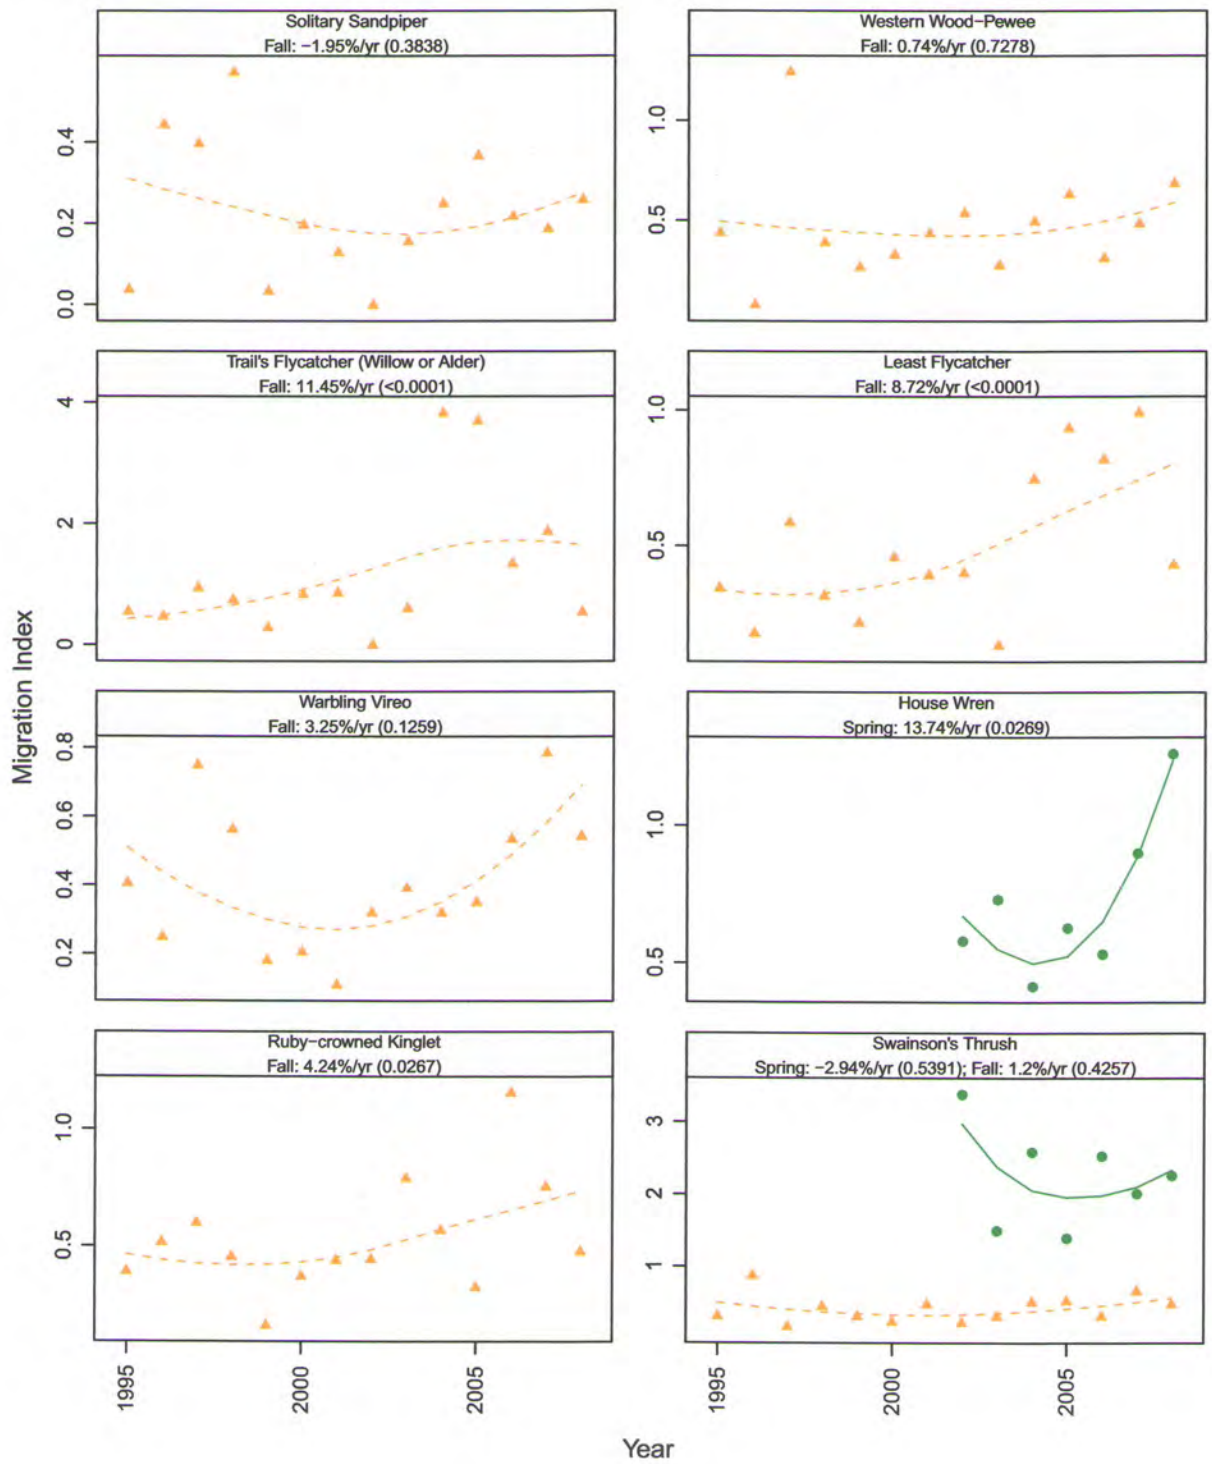 Solitary Sandpiper
Fall: −1.95%/yr (0.3838)
0.4
0.2
0.0
Western Wood−Pewee
Fall: 0.74%/yr (0.7278)
1.0
0.5
Trail's Flycatcher (Willow or Alder)
Fall: 11.45%/yr (<0.0001)
4
2
0
Least Flycatcher
Fall: 8.72%/yr (<0.0001)
1.0
0.5
Migration Index
Warbling Vireo
Fall: 3.25%/yr (0.1259)
0.8
0.6
0.4
0.2
House Wren
Spring: 13.74%/yr (0.0269)
1.0
0.5
Ruby−crowned Kinglet
Fall: 4.24%/yr (0.0267)
1.0
0.5
Swainson's Thrush
Spring: −2.94%/yr (0.5391); Fall: 1.2%/yr (0.4257)
3
2
1
1995
2000
2005
1995
2000
2005
Year